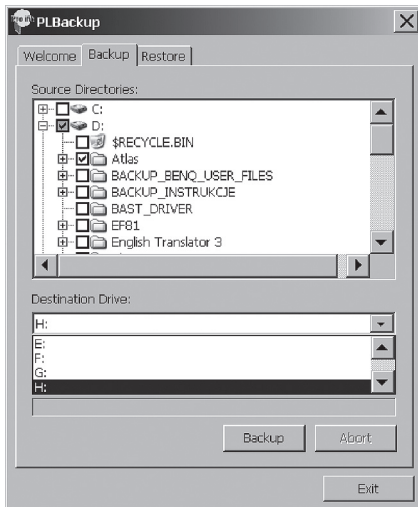 PLBackup
Welcome Backup Restore
Source Directories:
C:
D:
$RECYCLE.BIN
Atlas
BACKUP_BENQ_USER_FILES
BACKUP_INSTRUKCJE
BAST_DRIVER
EF81
English Translator 3
Destination Drive:
H:
E:
F:
G:
H:
Backup Abort
Exit